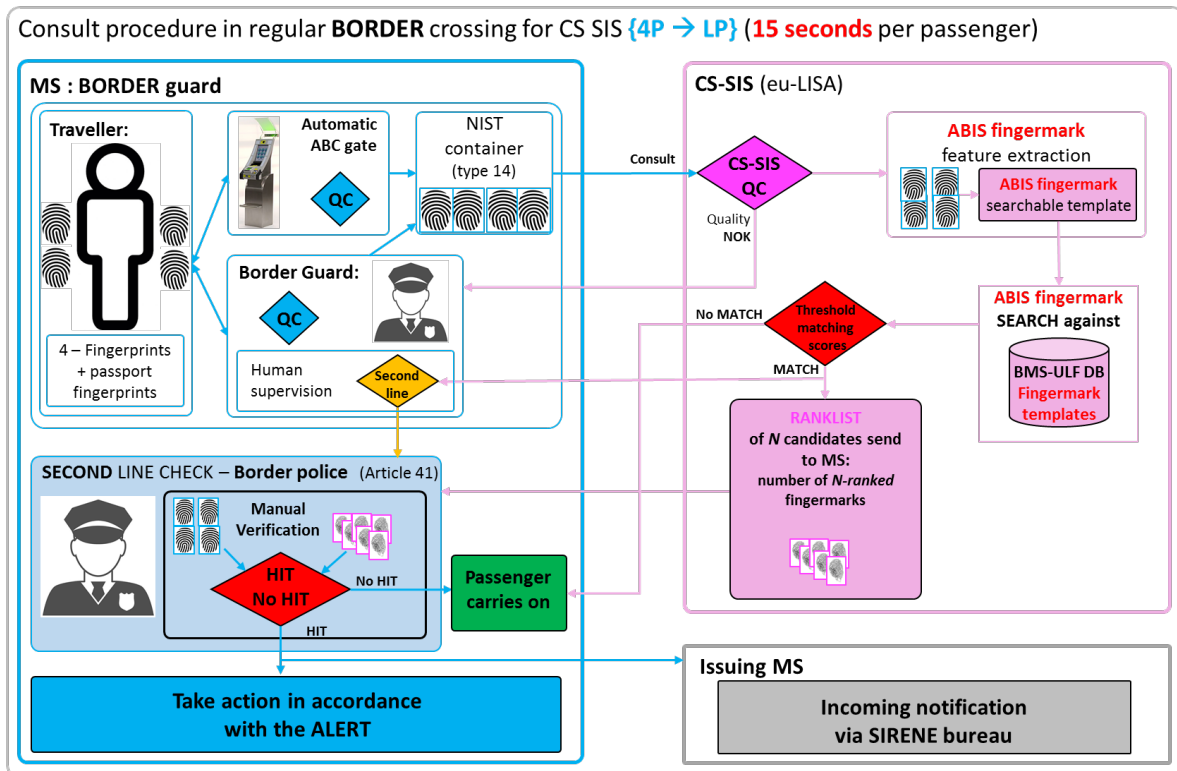 Consult procedure in regular BORDER crossing for CS SIS {4P → LP} (15 seconds per passenger)
MS : BORDER guard
Traveller:
4 – Fingerprints
+ passport
fingerprints
Automatic
ABC gate
QC
NIST
container
(type 14)
Border Guard:
QC
Human
supervision
Second
line
Consult
CS-SIS (eu-LISA)
CS-SIS
QC
Quality
NOK
ABIS fingermark
feature extraction
ABIS fingermark
searchable template
ABIS fingermark
SEARCH against
BMS-ULF DB
Fingermark
templates
No MATCH
Threshold
matching
scores
MATCH
RANKLIST
of N candidates send
to MS:
number of N-ranked
fingermarks
SECOND LINE CHECK – Border police (Article 41)
Manual
Verification
HIT
No HIT
No HIT
HIT
Passenger
carries on
Take action in accordance
with the ALERT
Issuing MS
Incoming notification
via SIRENE bureau